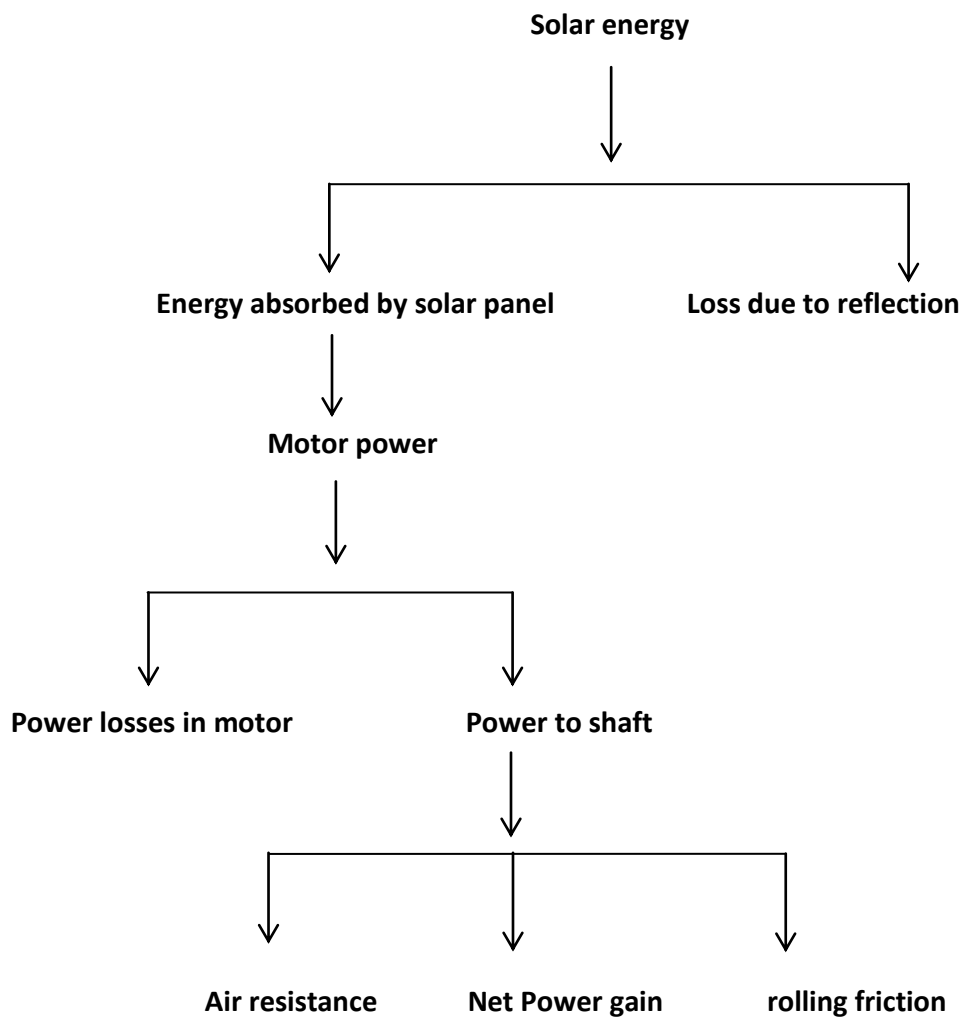 Solar energy
Energy absorbed by solar panel
Loss due to reflection
Motor power
Power losses in motor
Power to shaft
Air resistance
Net Power gain
rolling friction